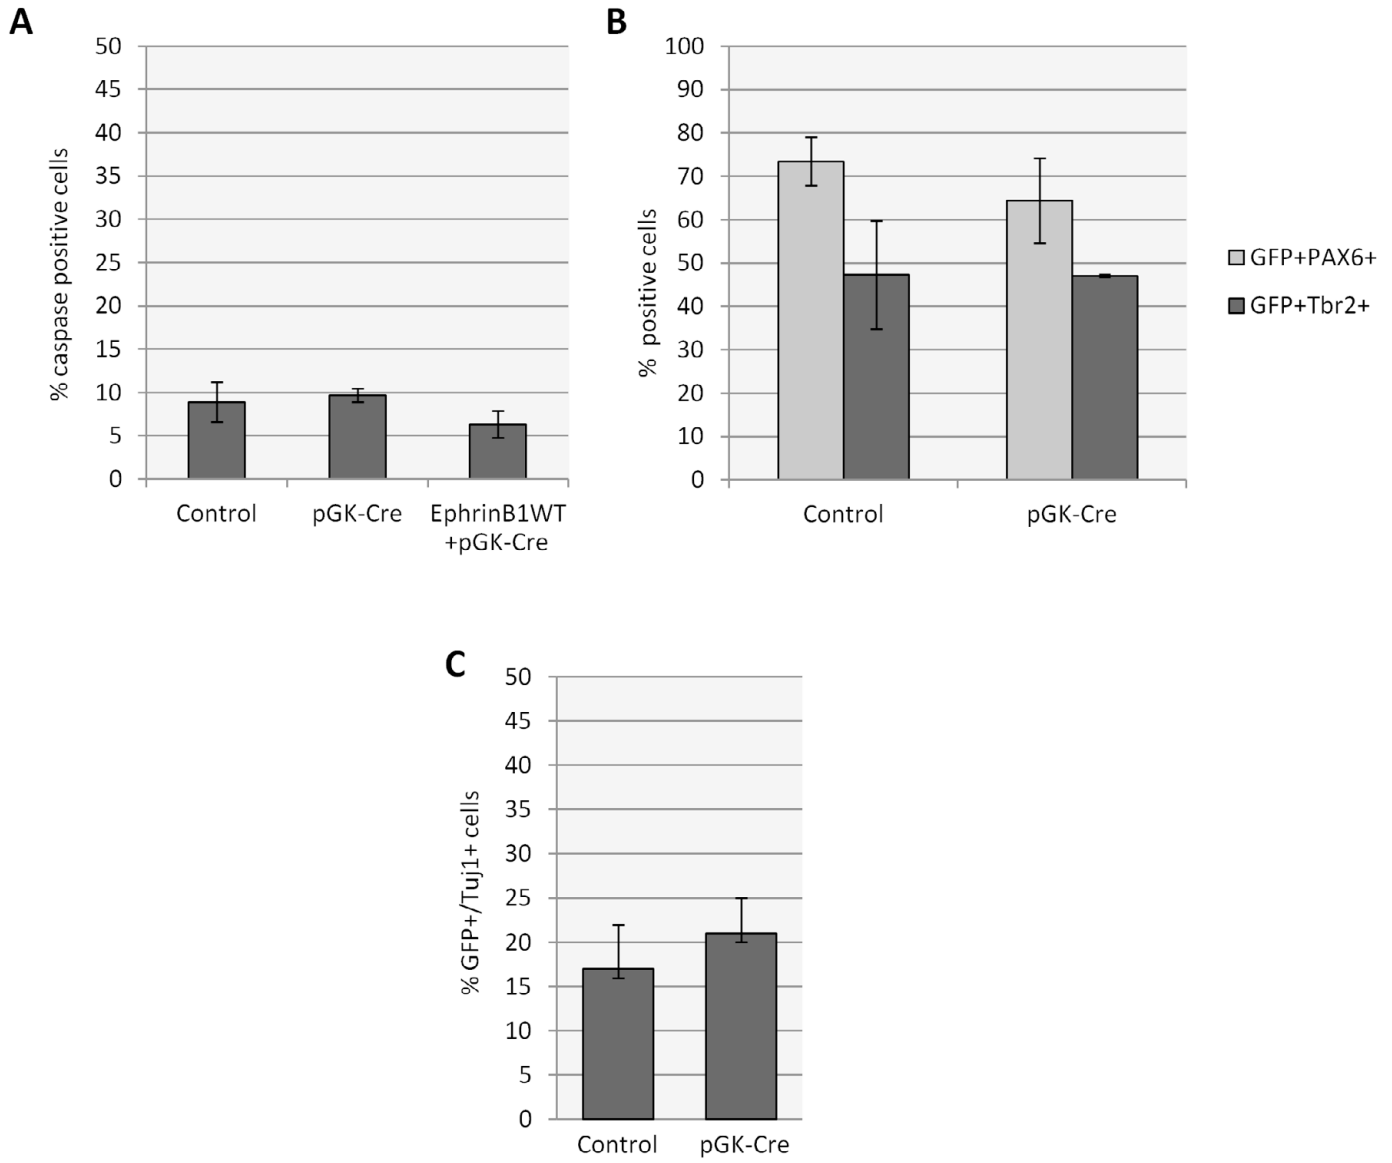 A
50
45
40
35
30
25
20
15
10
5
0
% caspase positive cells
Control
pGK-Cre
EphrinB1WT
+pGK-Cre
B
100
90
80
70
60
50
40
30
20
10
0
% positive cells
Control
pGK-Cre
GFP+PAX6+
GFP+Tbr2+
C
50
45
40
35
30
25
20
15
10
5
0
% GFP+/Tuj1+ cells
Control
pGK-Cre